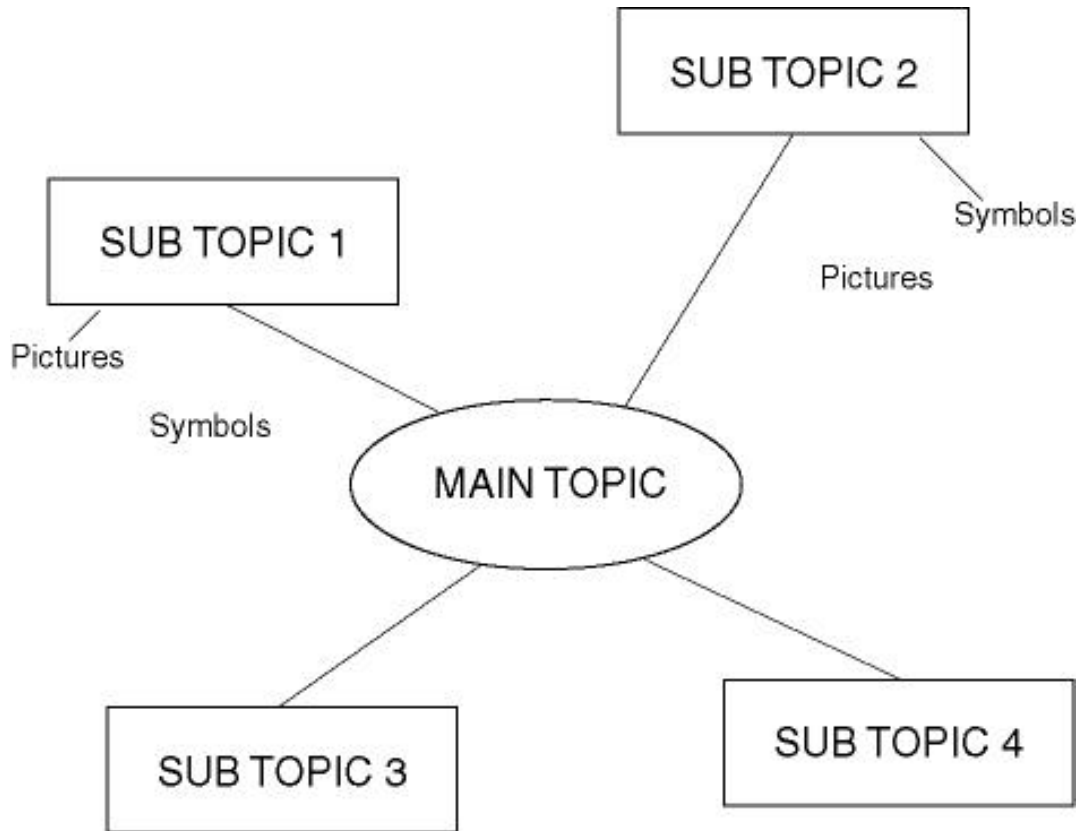 SUB TOPIC 2
Symbols
SUB TOPIC 1
Pictures
Pictures
Symbols
MAIN TOPIC
SUB TOPIC 3
SUB TOPIC 4